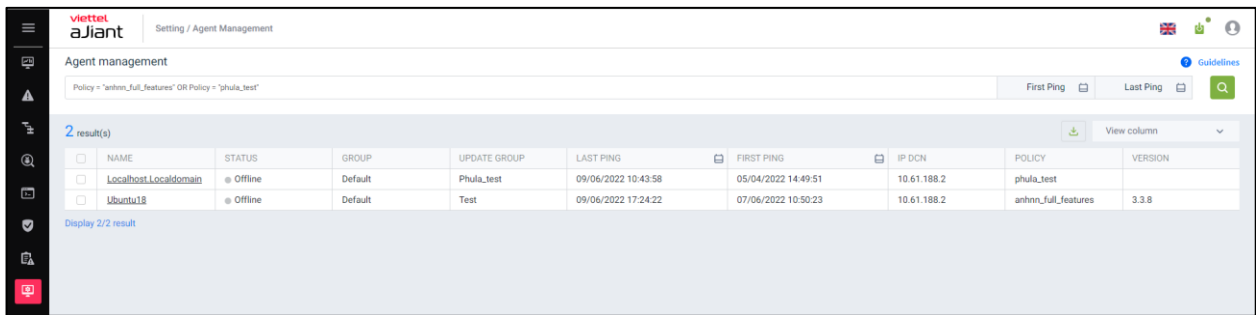 viettel
aJiant
Setting / Agent Management
Agent management
? Guidelines
Policy = "anhnn_full_features" OR Policy = "phula_test"
First Ping
Last Ping
2 result(s)
View column
NAME STATUS GROUP UPDATE GROUP LAST PING FIRST PING IP DCN POLICY VERSION
Localhost.Localdomain Offline Default Phula_test 09/06/2022 10:43:58 05/04/2022 14:49:51 10.61.188.2 phula_test
Ubuntu18 Offline Default Test 09/06/2022 17:24:22 07/06/2022 10:50:23 10.61.188.2 anhnn_full_features 3.3.8
Display 2/2 result